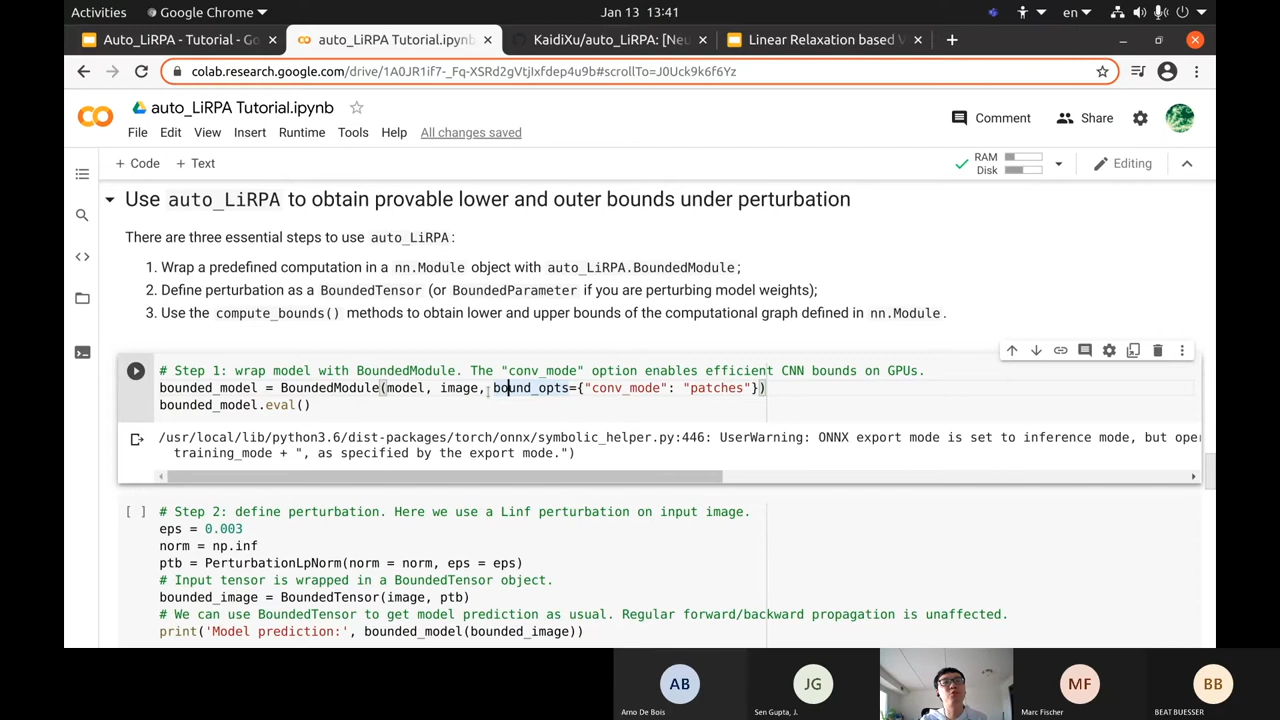 Activities
Google Chrome
Jan 13 13:41
en
Auto_LiRPA - Tutorial - Go
auto_LiRPA Tutorial.ipynb
KaidiXu/auto_LiRPA: [Neu
Linear Relaxation based V
colab.research.google.com/drive/1A0JR1if7-_Fq-XSRd2gVtjIxfdep4u9b#scrollTo=J0Uck9k6f6Yz
auto_LiRPA Tutorial.ipynb
File Edit View Insert Runtime Tools Help All changes saved
Comment
Share
+ Code + Text
RAM
Disk
Editing
Use auto_LiRPA to obtain provable lower and outer bounds under perturbation
There are three essential steps to use auto_LiRPA:
1. Wrap a predefined computation in a nn.Module object with auto_LiRPA.BoundedModule;
2. Define perturbation as a BoundedTensor (or BoundedParameter if you are perturbing model weights);
3. Use the compute_bounds() methods to obtain lower and upper bounds of the computational graph defined in nn.Module.
# Step 1: wrap model with BoundedModule. The "conv_mode" option enables efficient CNN bounds on GPUs.
bounded_model = BoundedModule(model, image, bound_opts={"conv_mode": "patches"})
bounded_model.eval()
/usr/local/lib/python3.6/dist-packages/torch/onnx/symbolic_helper.py:446: UserWarning: ONNX export mode is set to inference mode, but oper
training_mode + ", as specified by the export mode.")
[ ] # Step 2: define perturbation. Here we use a Linf perturbation on input image.
eps = 0.003
norm = np.inf
ptb = PerturbationLpNorm(norm = norm, eps = eps)
# Input tensor is wrapped in a BoundedTensor object.
bounded_image = BoundedTensor(image, ptb)
# We can use BoundedTensor to get model prediction as usual. Regular forward/backward propagation is unaffected.
print('Model prediction:', bounded_model(bounded_image))
AB
JG
MF
BB
Arno De Bois
Sen Gupta, J.
Marc Fischer
BEAT BUESSER